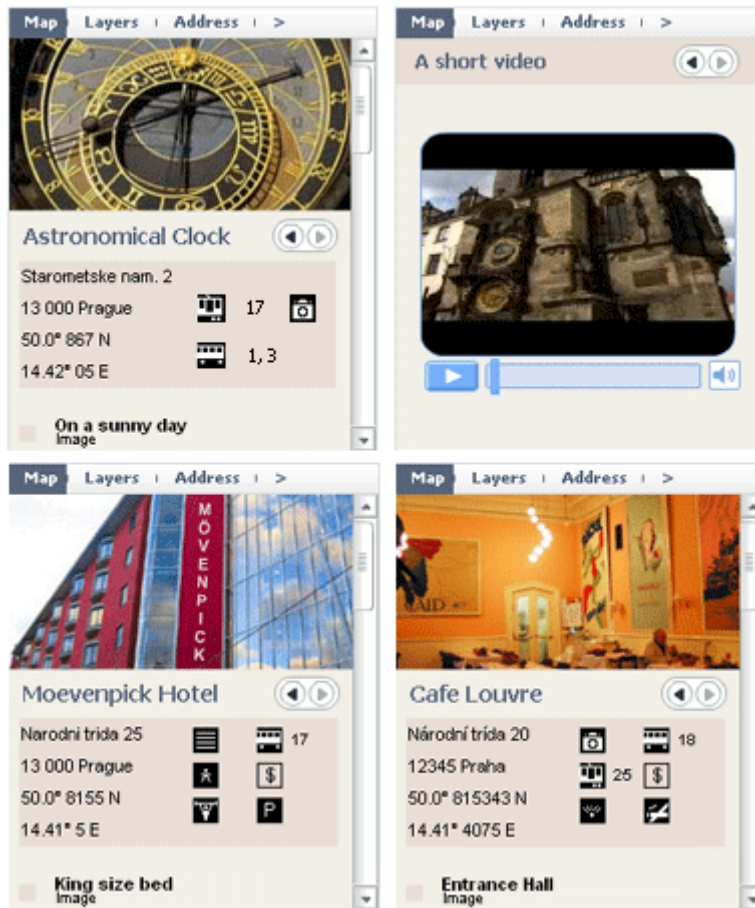 Map Layers Address >
Astronomical Clock
Starometske nam. 2
13 000 Prague
17
50.0° 867 N
1, 3
14.42° 05 E
On a sunny day
Image
Map Layers Address >
A short video
Map Layers Address >
MÖVENPICK
Moevenpick Hotel
Narodni trida 25
17
13 000 Prague
$
50.0° 8155 N
P
14.41° 5 E
King size bed
Image
Map Layers Address >
Cafe Louvre
Národní trída 20
18
12345 Praha
25 $
50.0° 815343 N
14.41° 4075 E
Entrance Hall
Image